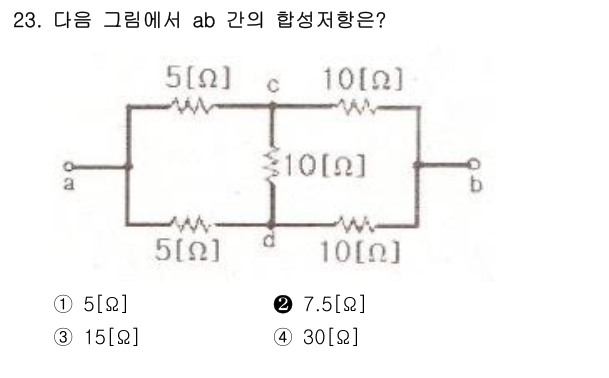 23. 다음 그림에서 ab 간의 합성저항은?
5[Ω] c 10[Ω]
10[Ω]
a b
5[Ω] d 10[Ω]
① 5[Ω] ❷ 7.5[Ω]
③ 15[Ω] ④ 30[Ω]